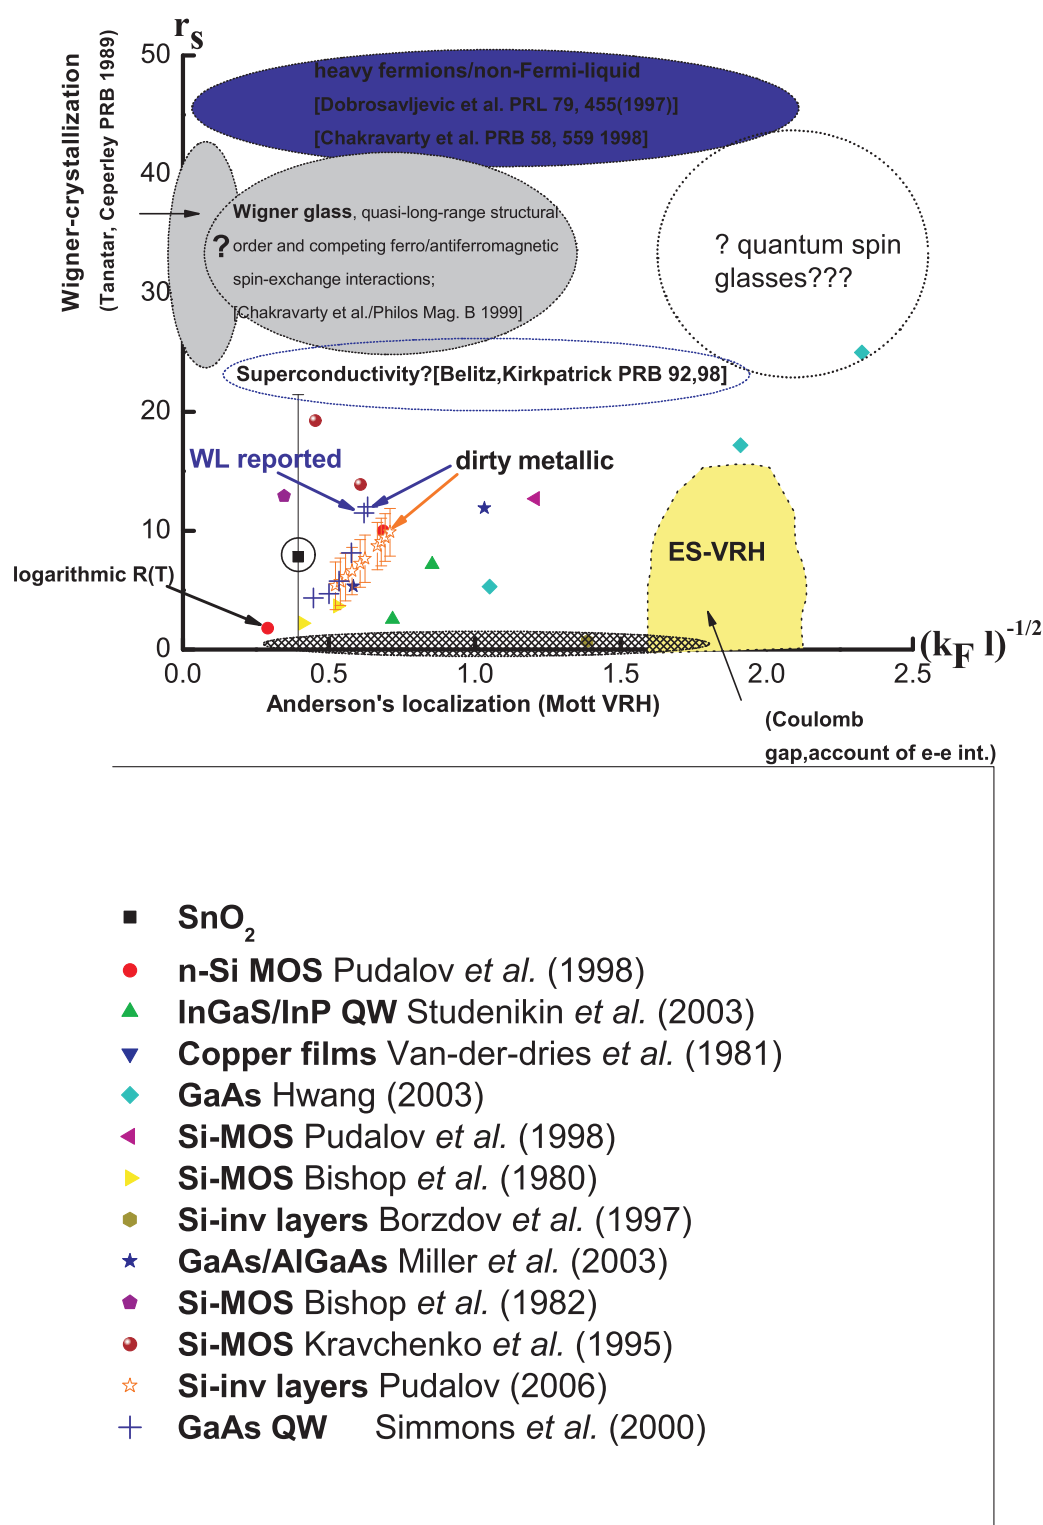 r_s
50
40
30
20
10
0
Wigner-crystallization
(Tanatar, Ceperley PRB 1989)
heavy fermions/non-Fermi-liquid
[Dobrosavljevic et al. PRL 79, 455(1997)]
[Chakravarty et al. PRB 58, 559 1998]
Wigner glass, quasi-long-range structural
? order and competing ferro/antiferromagnetic
spin-exchange interactions;
[Chakravarty et al./Philos Mag. B 1999]
? quantum spin
glasses???
Superconductivity?[Belitz,Kirkpatrick PRB 92,98]
WL reported
dirty metallic
ES-VRH
logarithmic R(T)
0.0 0.5 1.0 1.5 2.0 2.5
(k_F l)^-1/2
Anderson's localization (Mott VRH)
(Coulomb
gap,account of e-e int.)
SnO2
n-Si MOS Pudalov et al. (1998)
InGaS/InP QW Studenikin et al. (2003)
Copper films Van-der-dries et al. (1981)
GaAs Hwang (2003)
Si-MOS Pudalov et al. (1998)
Si-MOS Bishop et al. (1980)
Si-inv layers Borzdov et al. (1997)
GaAs/AlGaAs Miller et al. (2003)
Si-MOS Bishop et al. (1982)
Si-MOS Kravchenko et al. (1995)
Si-inv layers Pudalov (2006)
GaAs QW Simmons et al. (2000)